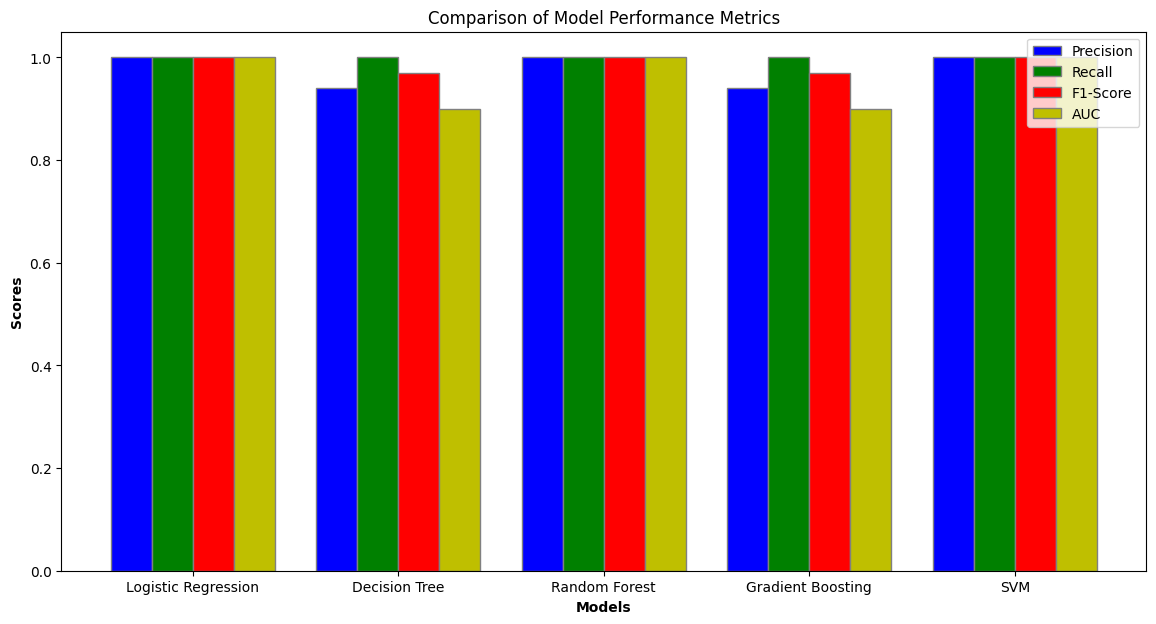 Comparison of Model Performance Metrics
Precision
Recall
F1-Score
AUC
Scores
1.0
0.8
0.6
0.4
0.2
0.0
Logistic Regression
Decision Tree
Random Forest
Gradient Boosting
SVM
Models